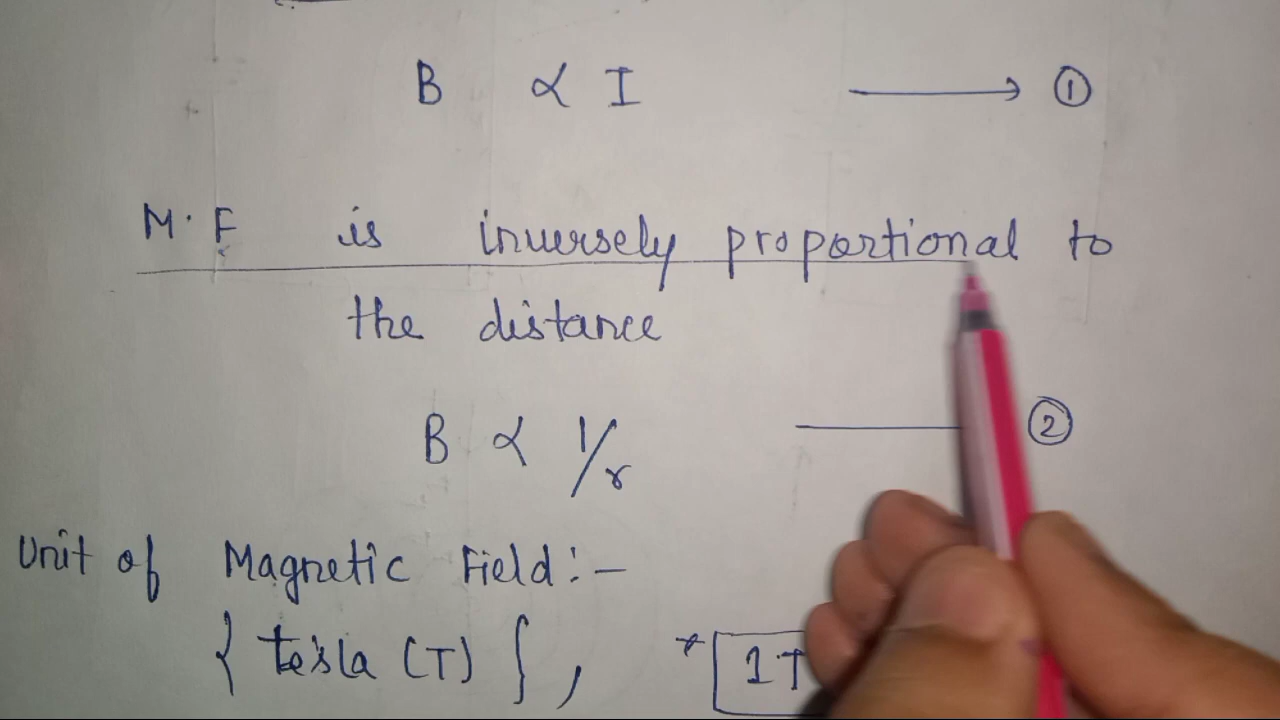 B ∝ I ⟶ ①
M.F is inversely proportional to
the distance
B ∝ 1/r — ②
Unit of Magnetic Field :-
{ Tesla (T) } , * 1T